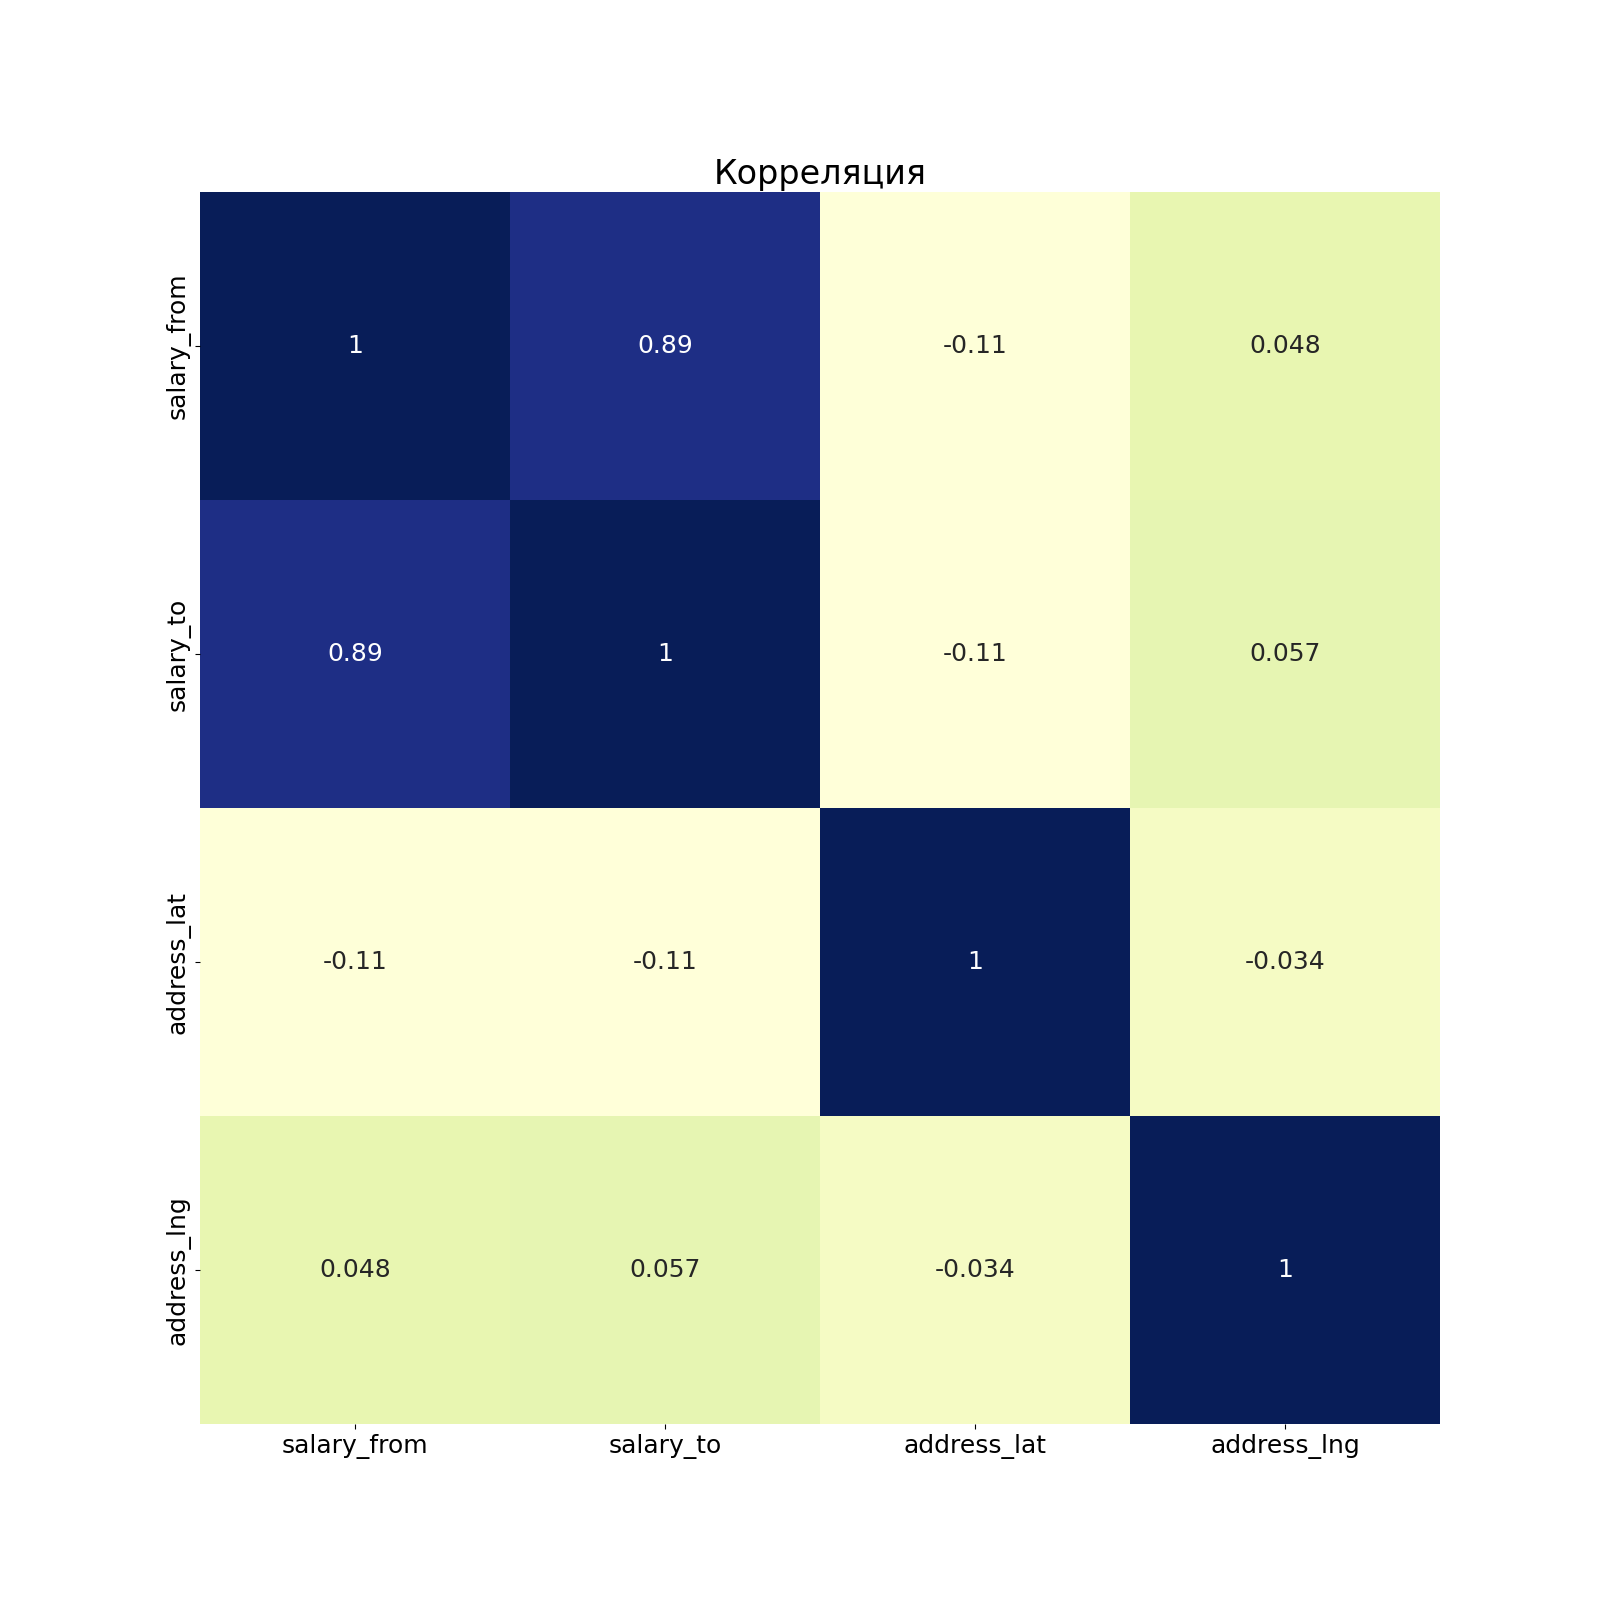 Корреляция
salary_from
1
0.89
-0.11
0.048
salary_to
0.89
1
-0.11
0.057
address_lat
-0.11
-0.11
1
-0.034
address_lng
0.048
0.057
-0.034
1
salary_from
salary_to
address_lat
address_lng